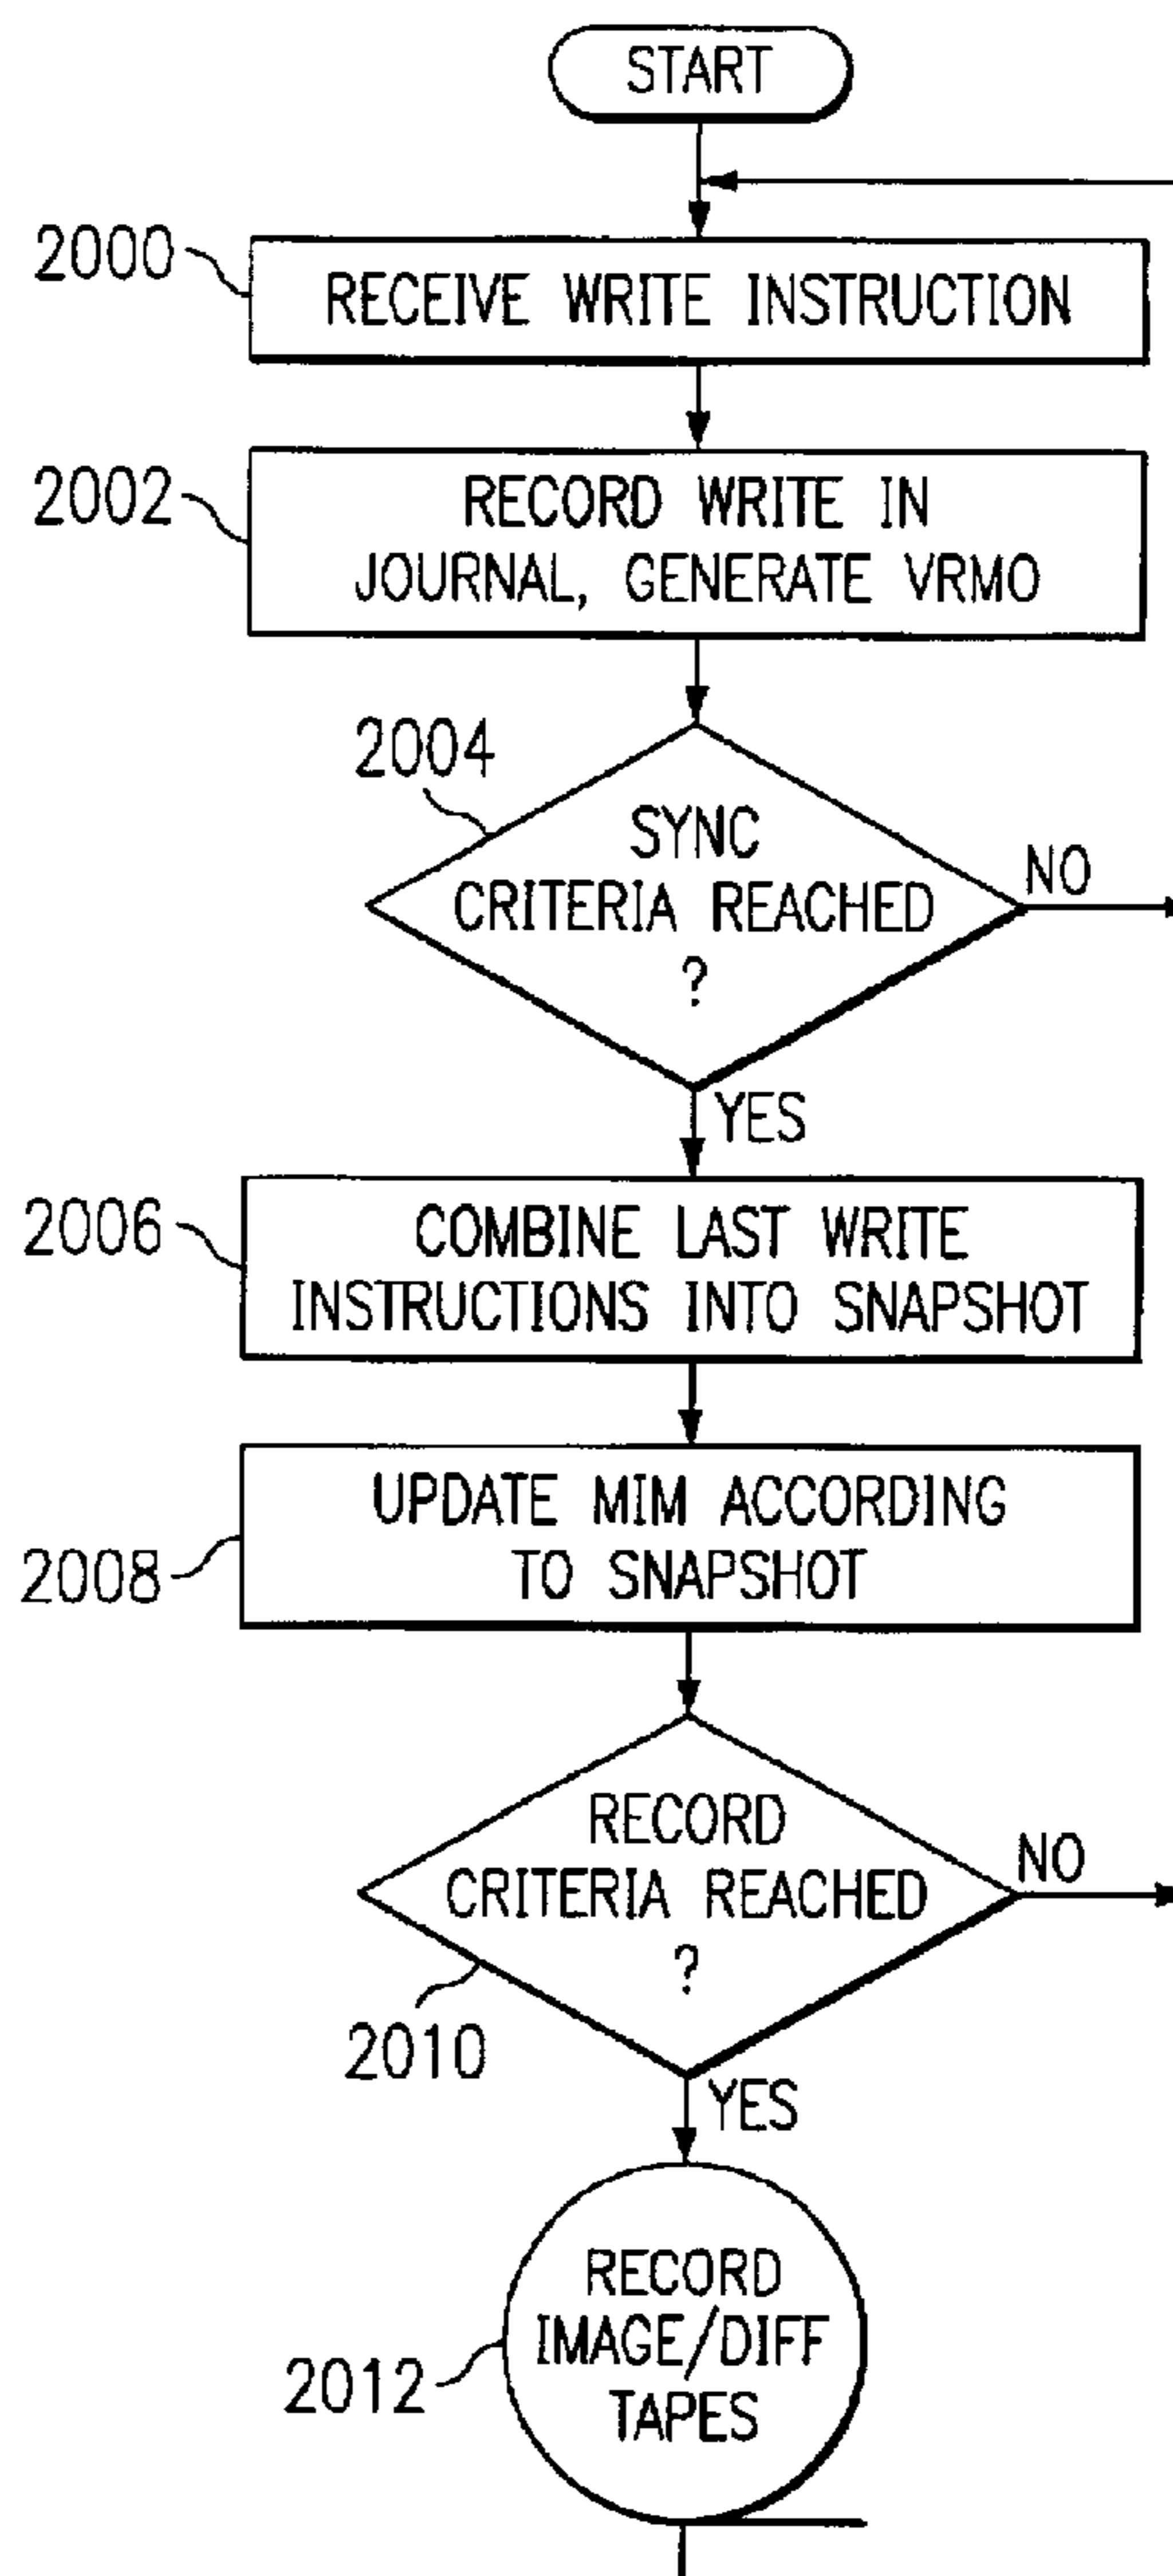 START
2000
RECEIVE WRITE INSTRUCTION
2002
RECORD WRITE IN
JOURNAL, GENERATE VRMO
2004
SYNC
CRITERIA REACHED
?
NO
YES
2006
COMBINE LAST WRITE
INSTRUCTIONS INTO SNAPSHOT
UPDATE MIM ACCORDING
TO SNAPSHOT
2008
RECORD
CRITERIA REACHED
?
NO
2010
YES
RECORD
IMAGE/DIFF
TAPES
2012